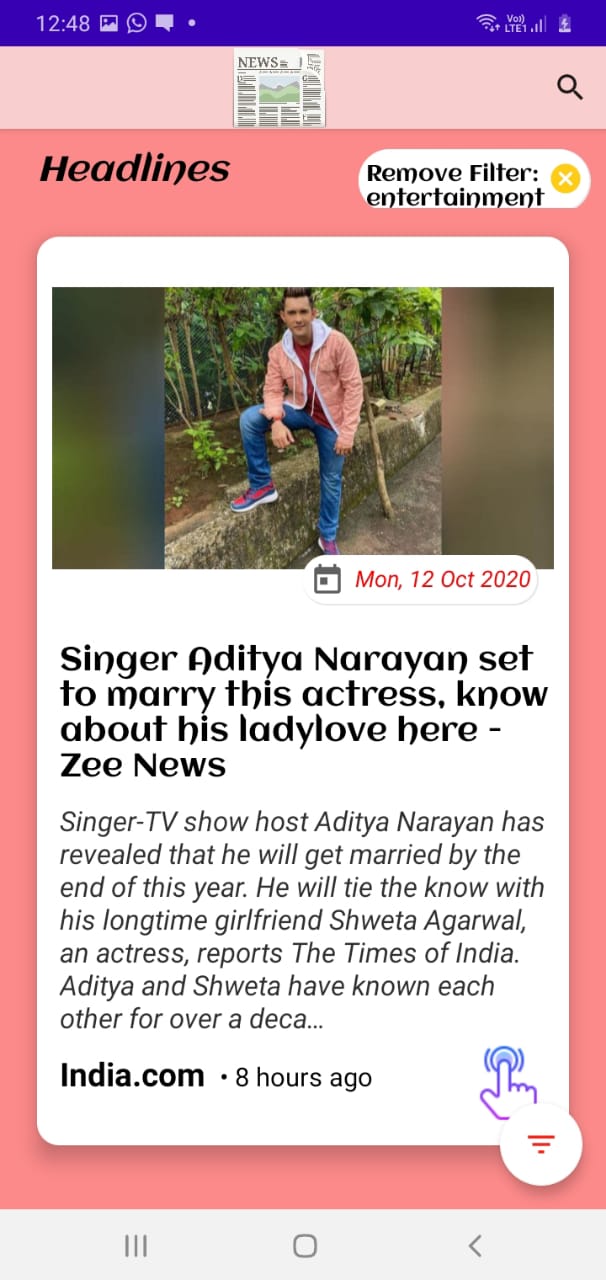 12:48
Vo))
LTE1
NEWS
Headlines
Remove Filter:
entertainment
Mon, 12 Oct 2020
Singer Aditya Narayan set
to marry this actress, know
about his ladylove here -
Zee News
Singer-TV show host Aditya Narayan has
revealed that he will get married by the
end of this year. He will tie the know with
his longtime girlfriend Shweta Agarwal,
an actress, reports The Times of India.
Aditya and Shweta have known each
other for over a deca…
India.com • 8 hours ago